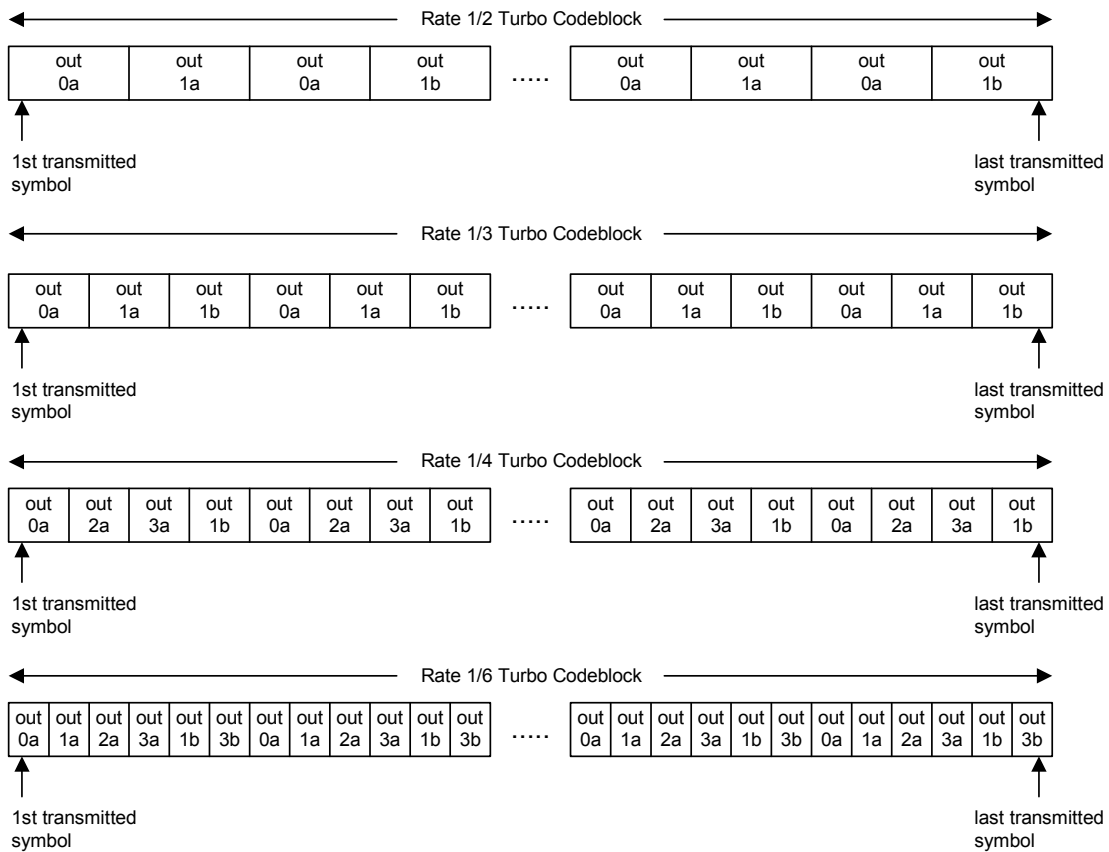 Rate 1/2 Turbo Codeblock
out 0a out 1a out 0a out 1b ..... out 0a out 1a out 0a out 1b
1st transmitted symbol last transmitted symbol
Rate 1/3 Turbo Codeblock
out 0a out 1a out 1b out 0a out 1a out 1b ..... out 0a out 1a out 1b out 0a out 1a out 1b
1st transmitted symbol last transmitted symbol
Rate 1/4 Turbo Codeblock
out 0a out 2a out 3a out 1b out 0a out 2a out 3a out 1b ..... out 0a out 2a out 3a out 1b out 0a out 2a out 3a out 1b
1st transmitted symbol last transmitted symbol
Rate 1/6 Turbo Codeblock
out 0a out 1a out 2a out 3a out 1b out 3b out 0a out 1a out 2a out 3a out 1b out 3b ..... out 0a out 1a out 2a out 3a out 1b out 3b out 0a out 1a out 2a out 3a out 1b out 3b
1st transmitted symbol last transmitted symbol